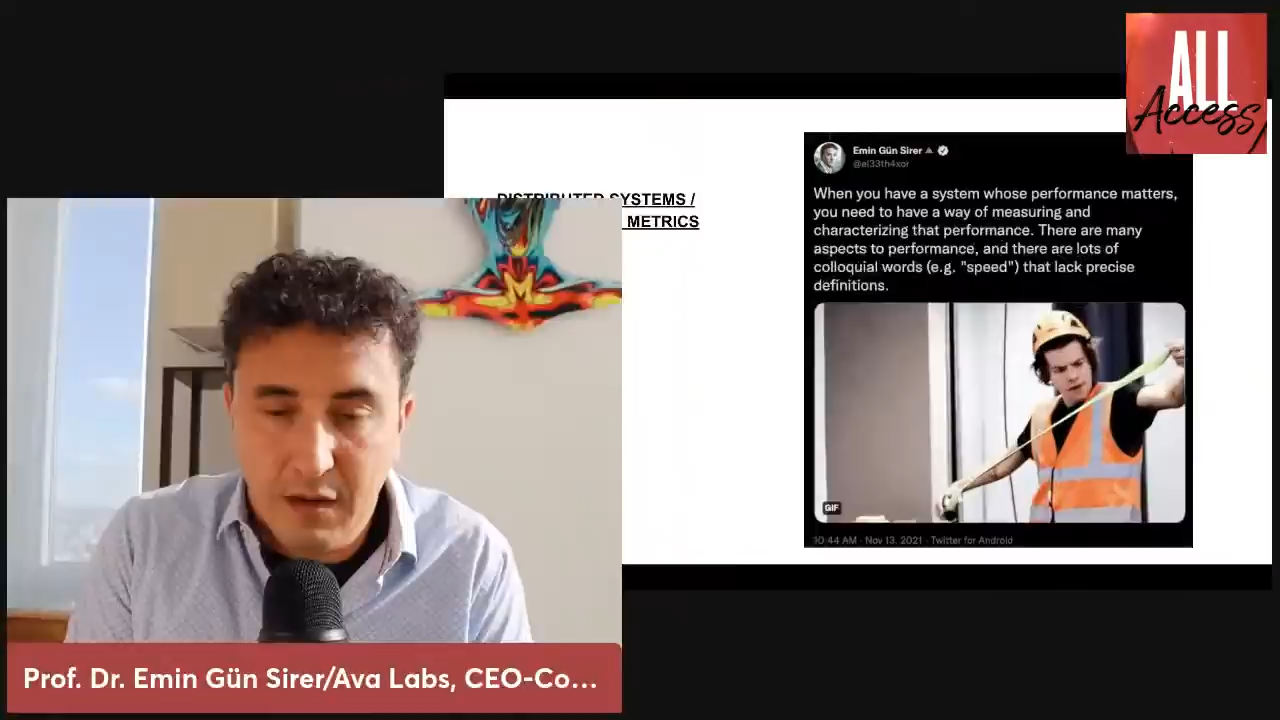 ALL
Access
DISTRIBUTED SYSTEMS /
METRICS
Emin Gün Sirer
@el33th4xor
When you have a system whose performance matters,
you need to have a way of measuring and
characterizing that performance. There are many
aspects to performance, and there are lots of
colloquial words (e.g. "speed") that lack precise
definitions.
GIF
10:44 AM · Nov 13, 2021 · Twitter for Android
Prof. Dr. Emin Gün Sirer/Ava Labs, CEO-Co...